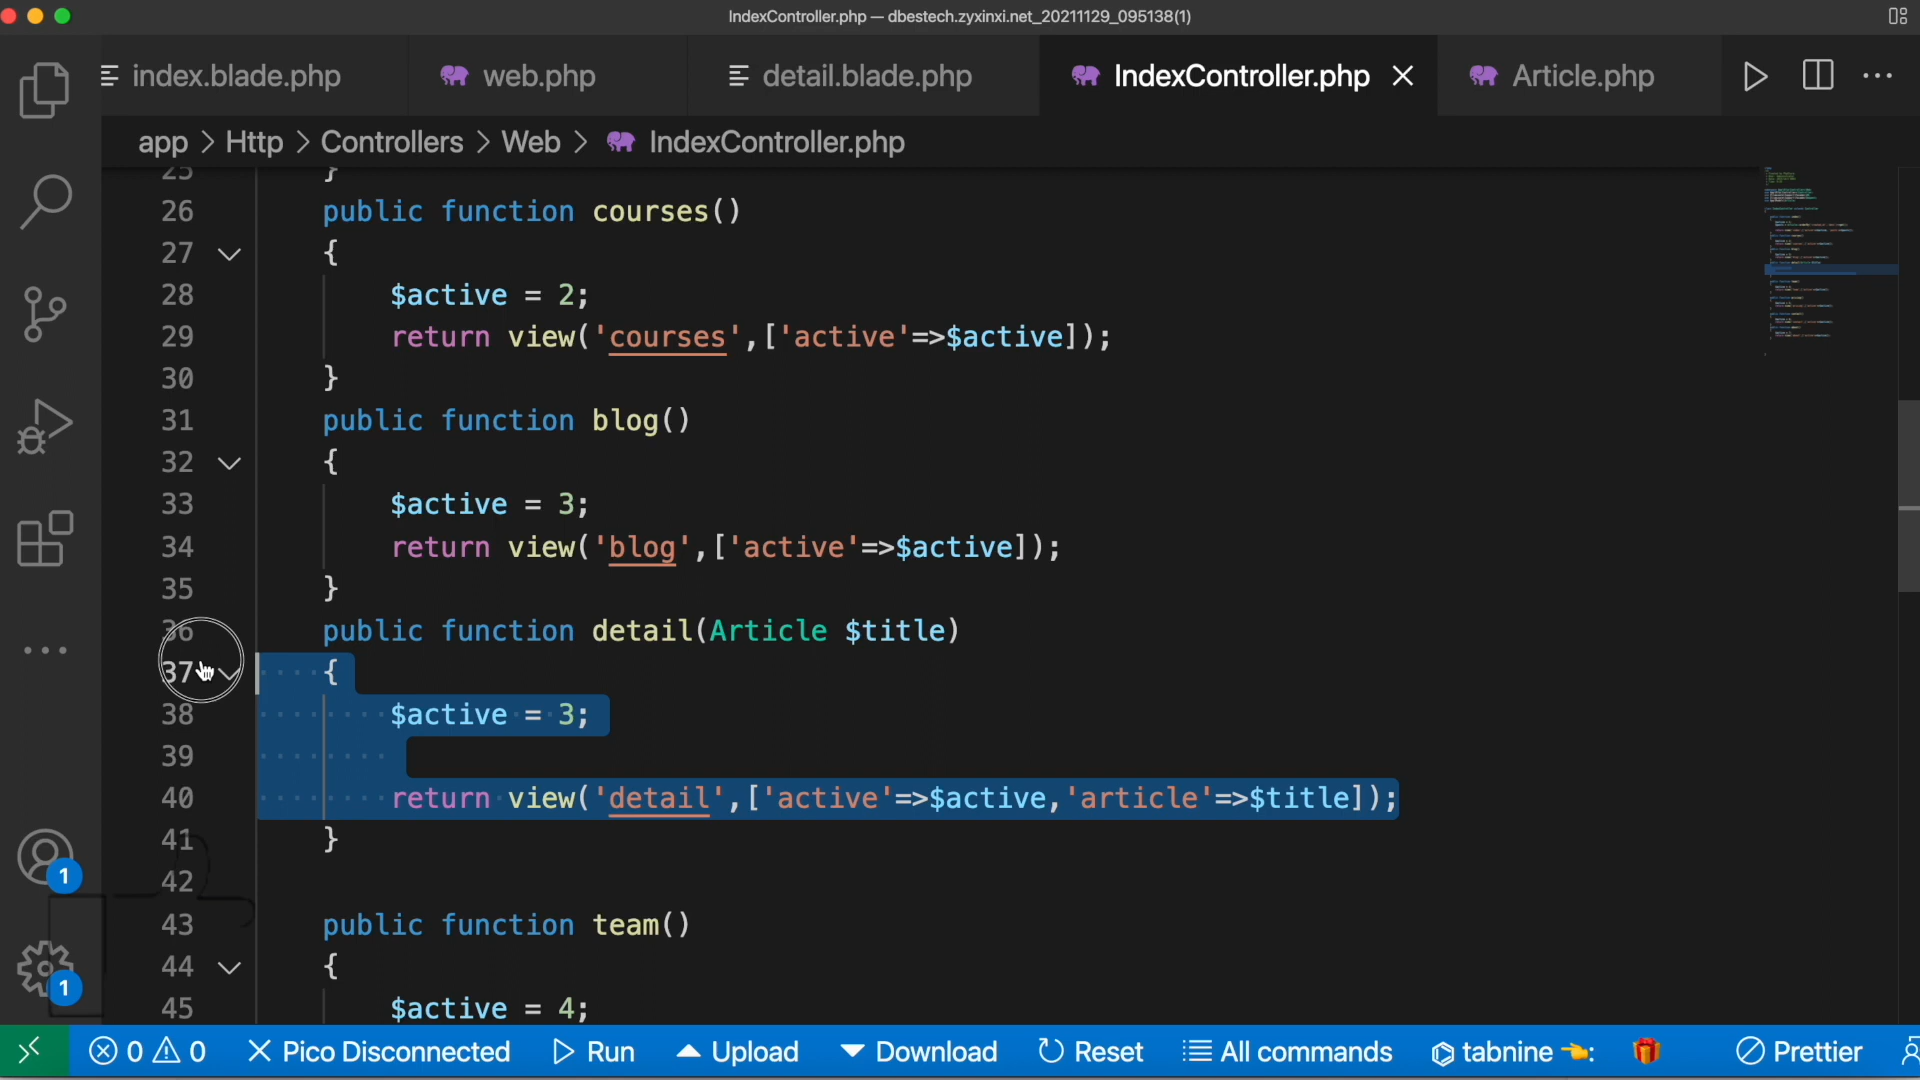 IndexController.php — dbestech.zyxinxi.net_20211129_095138(1)
index.blade.php web.php detail.blade.php IndexController.php Article.php
app > Http > Controllers > Web > IndexController.php
25 }
26 public function courses()
27 {
28 $active = 2;
29 return view('courses',['active'=>$active]);
30 }
31 public function blog()
32 {
33 $active = 3;
34 return view('blog',['active'=>$active]);
35 }
36 public function detail(Article $title)
37 {
38 $active = 3;
39
40 return view('detail',['active'=>$active,'article'=>$title]);
41 }
42
43 public function team()
44 {
45 $active = 4;
1
1
0 0 Pico Disconnected Run Upload Download Reset All commands tabnine 👈: Prettier